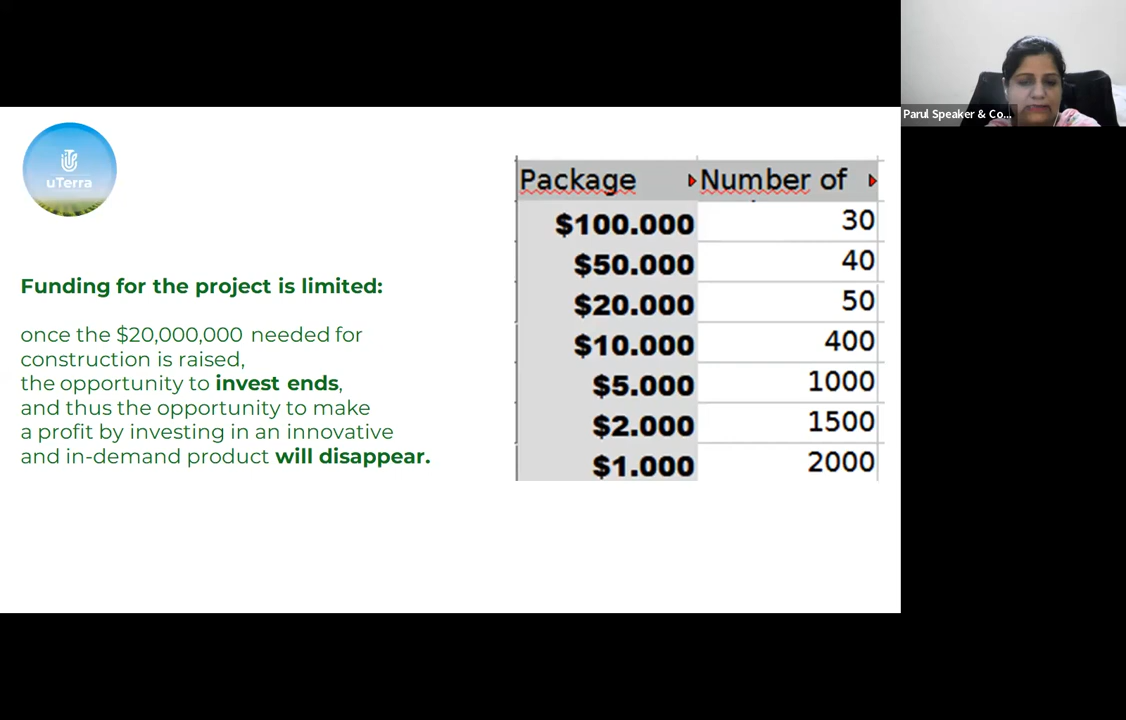 Parul Speaker & Co...
uTerra
Funding for the project is limited:
once the $20,000,000 needed for
construction is raised,
the opportunity to invest ends,
and thus the opportunity to make
a profit by investing in an innovative
and in-demand product will disappear.
Package Number of
$100.000 30
$50.000 40
$20.000 50
$10.000 400
$5.000 1000
$2.000 1500
$1.000 2000